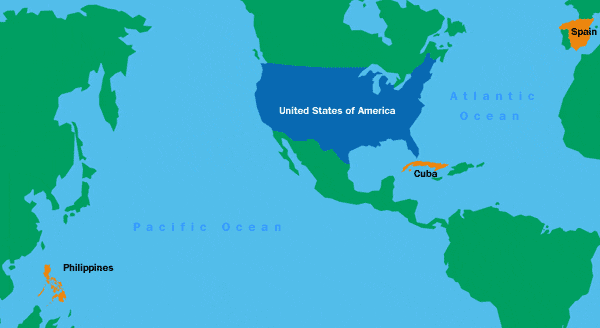 Spain
Atlantic
Ocean
United States of America
Cuba
Pacific Ocean
Philippines